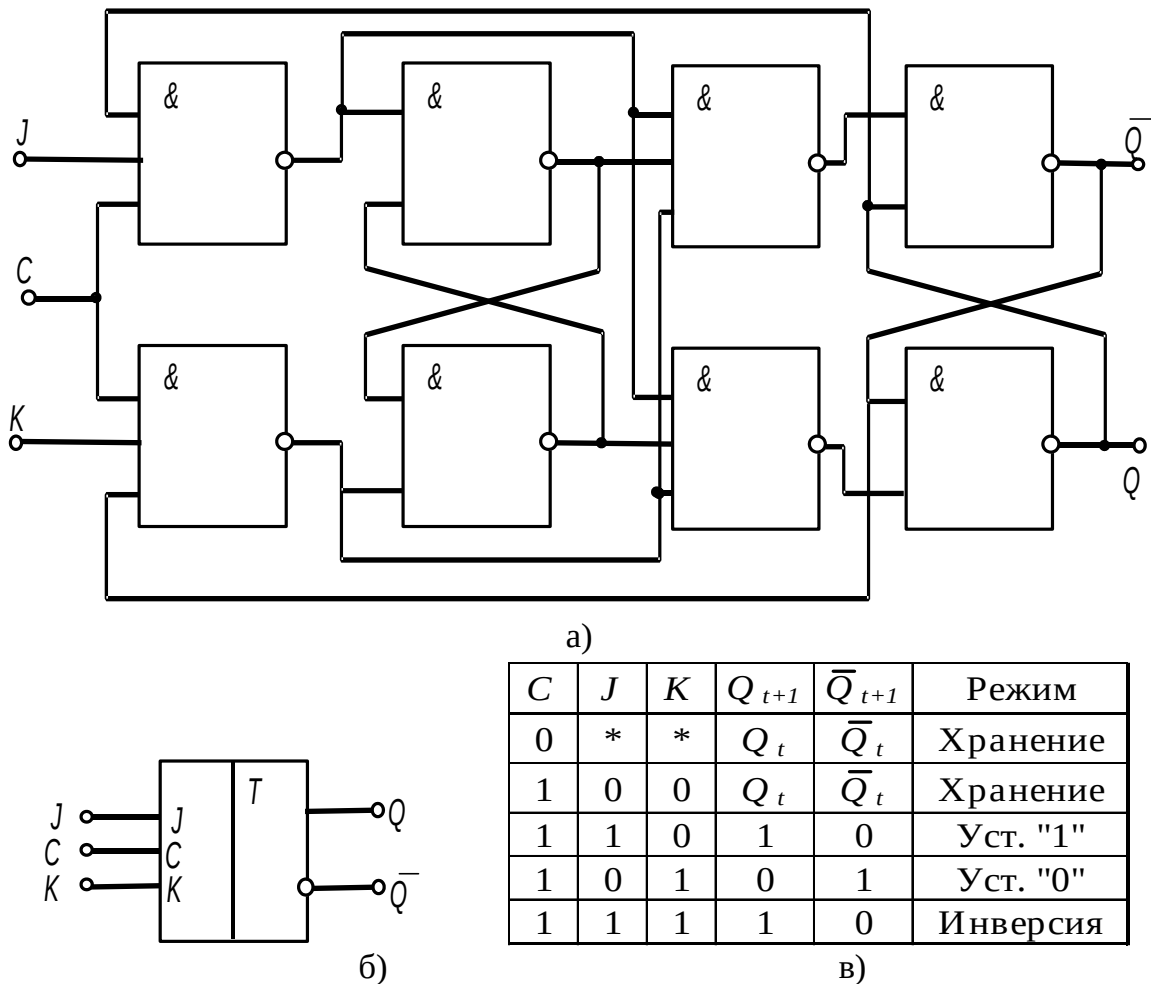 & & & &
J
Q̅
C
& & & &
K
Q
а)
J J T Q
C C
K K Q̅
б)
C J K Q t+1 Q̅ t+1 Режим
0 * * Q t Q̅ t Хранение
1 0 0 Q t Q̅ t Хранение
1 1 0 1 0 Уст. "1"
1 0 1 0 1 Уст. "0"
1 1 1 1 0 Инверсия
в)